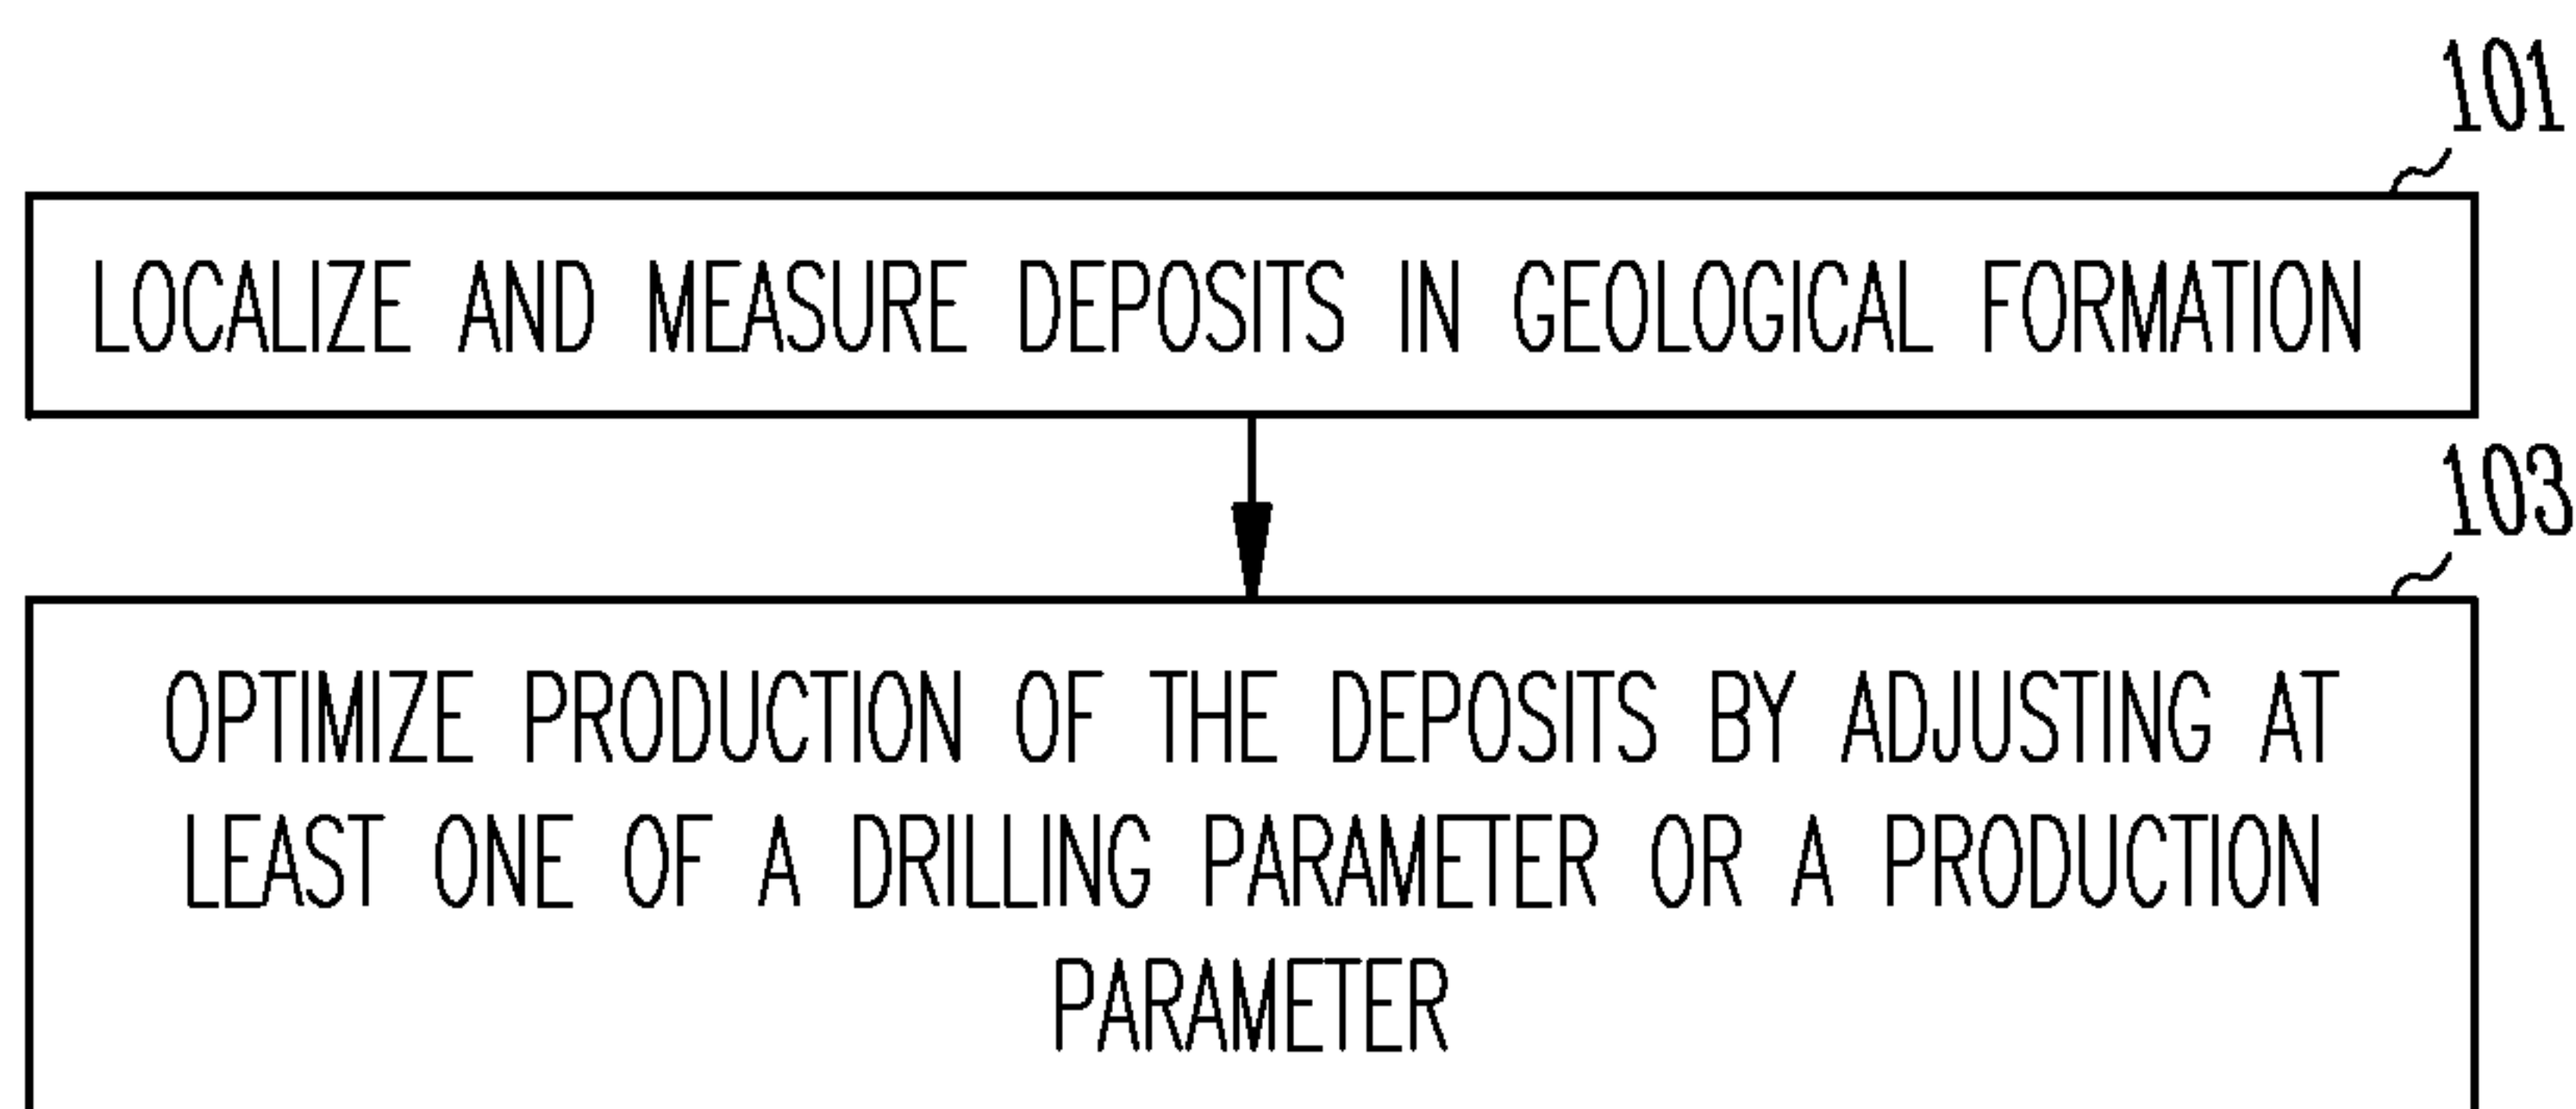 101
LOCALIZE AND MEASURE DEPOSITS IN GEOLOGICAL FORMATION
103
OPTIMIZE PRODUCTION OF THE DEPOSITS BY ADJUSTING AT
LEAST ONE OF A DRILLING PARAMETER OR A PRODUCTION
PARAMETER